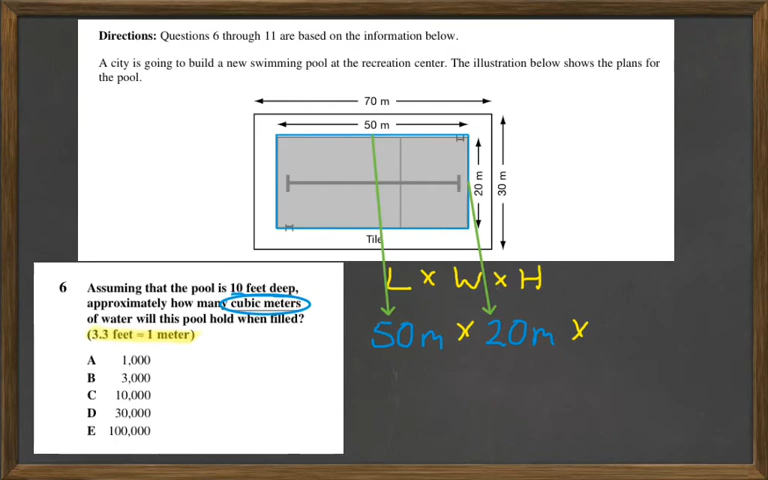 Directions: Questions 6 through 11 are based on the information below.
A city is going to build a new swimming pool at the recreation center. The illustration below shows the plans for
the pool.
70 m
50 m
20 m
30 m
Tile
6 Assuming that the pool is 10 feet deep,
approximately how many cubic meters
of water will this pool hold when filled?
(3.3 feet = 1 meter)
A 1,000
B 3,000
C 10,000
D 30,000
E 100,000
L x W x H
50m x 20m x